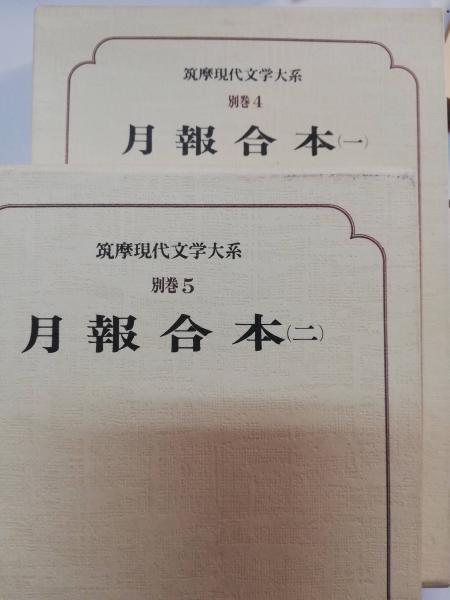 筑摩現代文学大系
別巻4
月報合本(一)
筑摩現代文学大系
別巻5
月報合本(二)